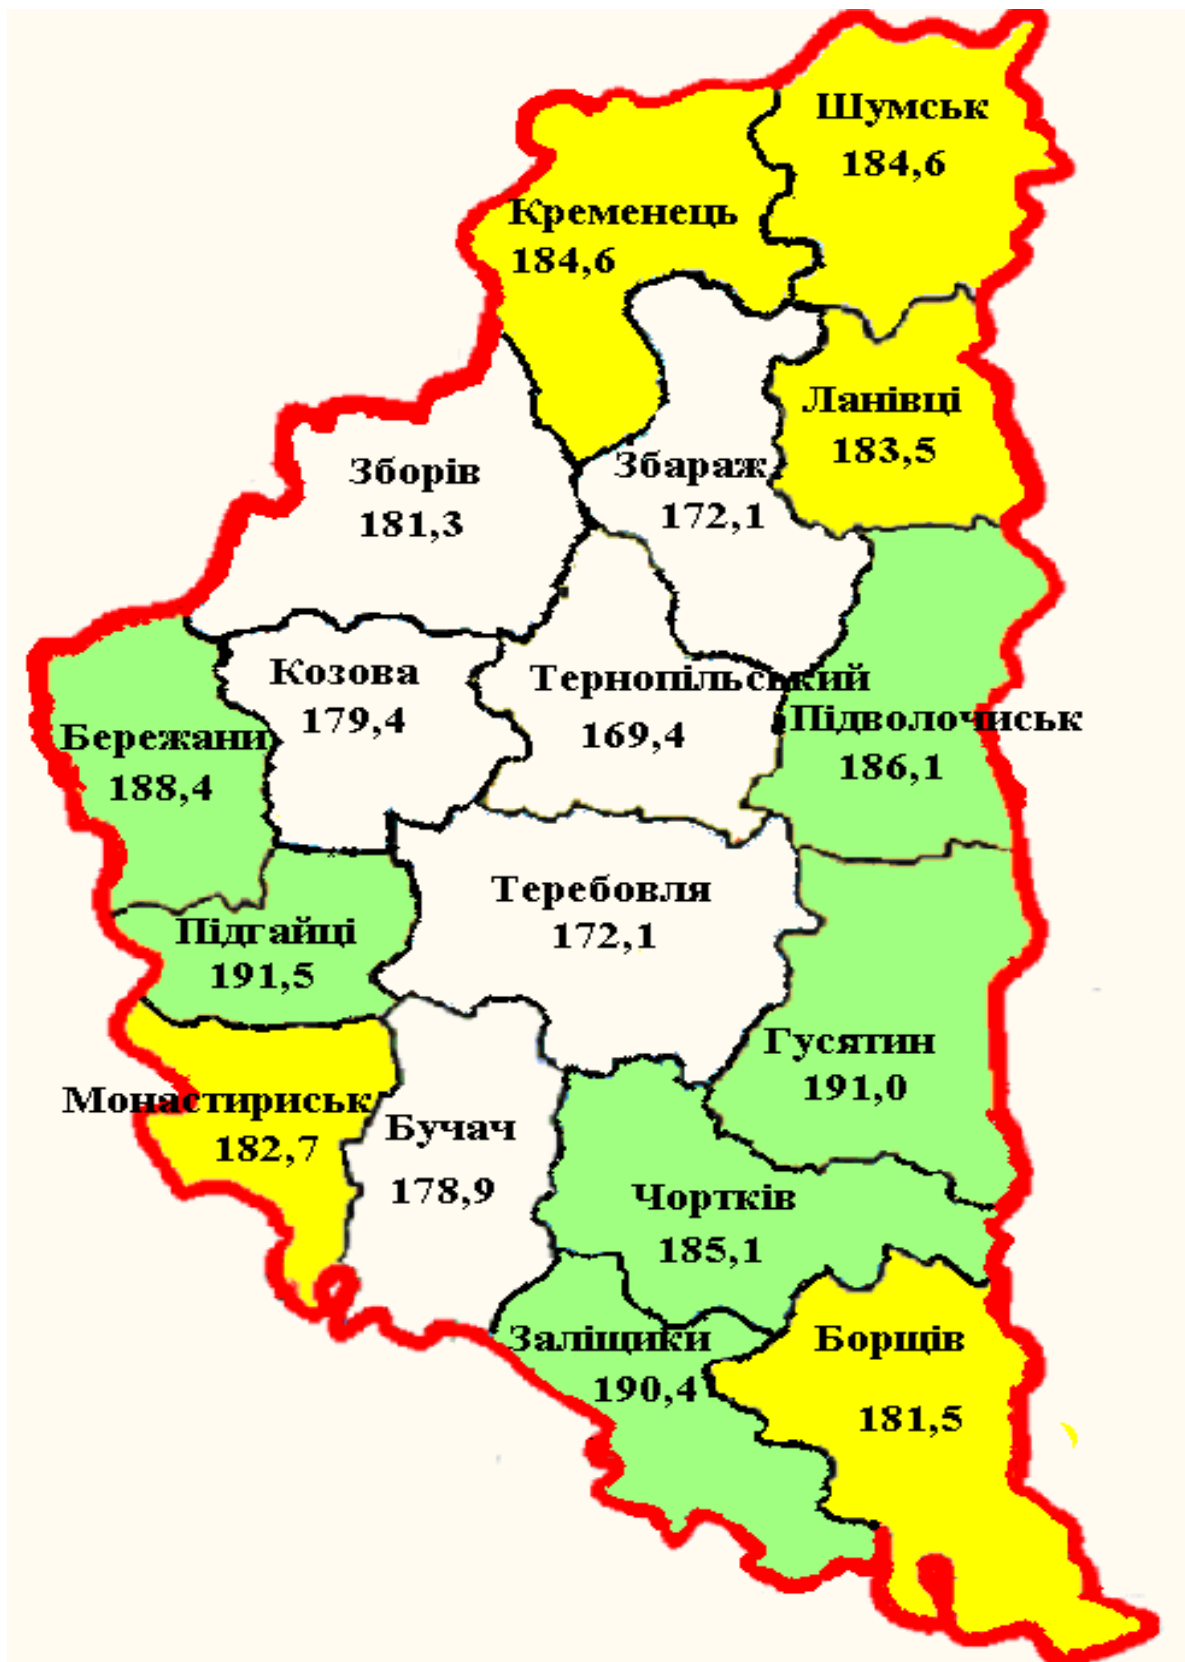 Шумськ
184,6
Кременець
184,6
Ланівці
183,5
Збараж
172,1
Зборів
181,3
Козова
179,4
Тернопільський
169,4
Підволочиськ
186,1
Бережани
188,4
Теребовля
172,1
Підгайці
191,5
Гусятин
191,0
Монастириськ
182,7
Бучач
178,9
Чортків
185,1
Заліщики
190,4
Борщів
181,5